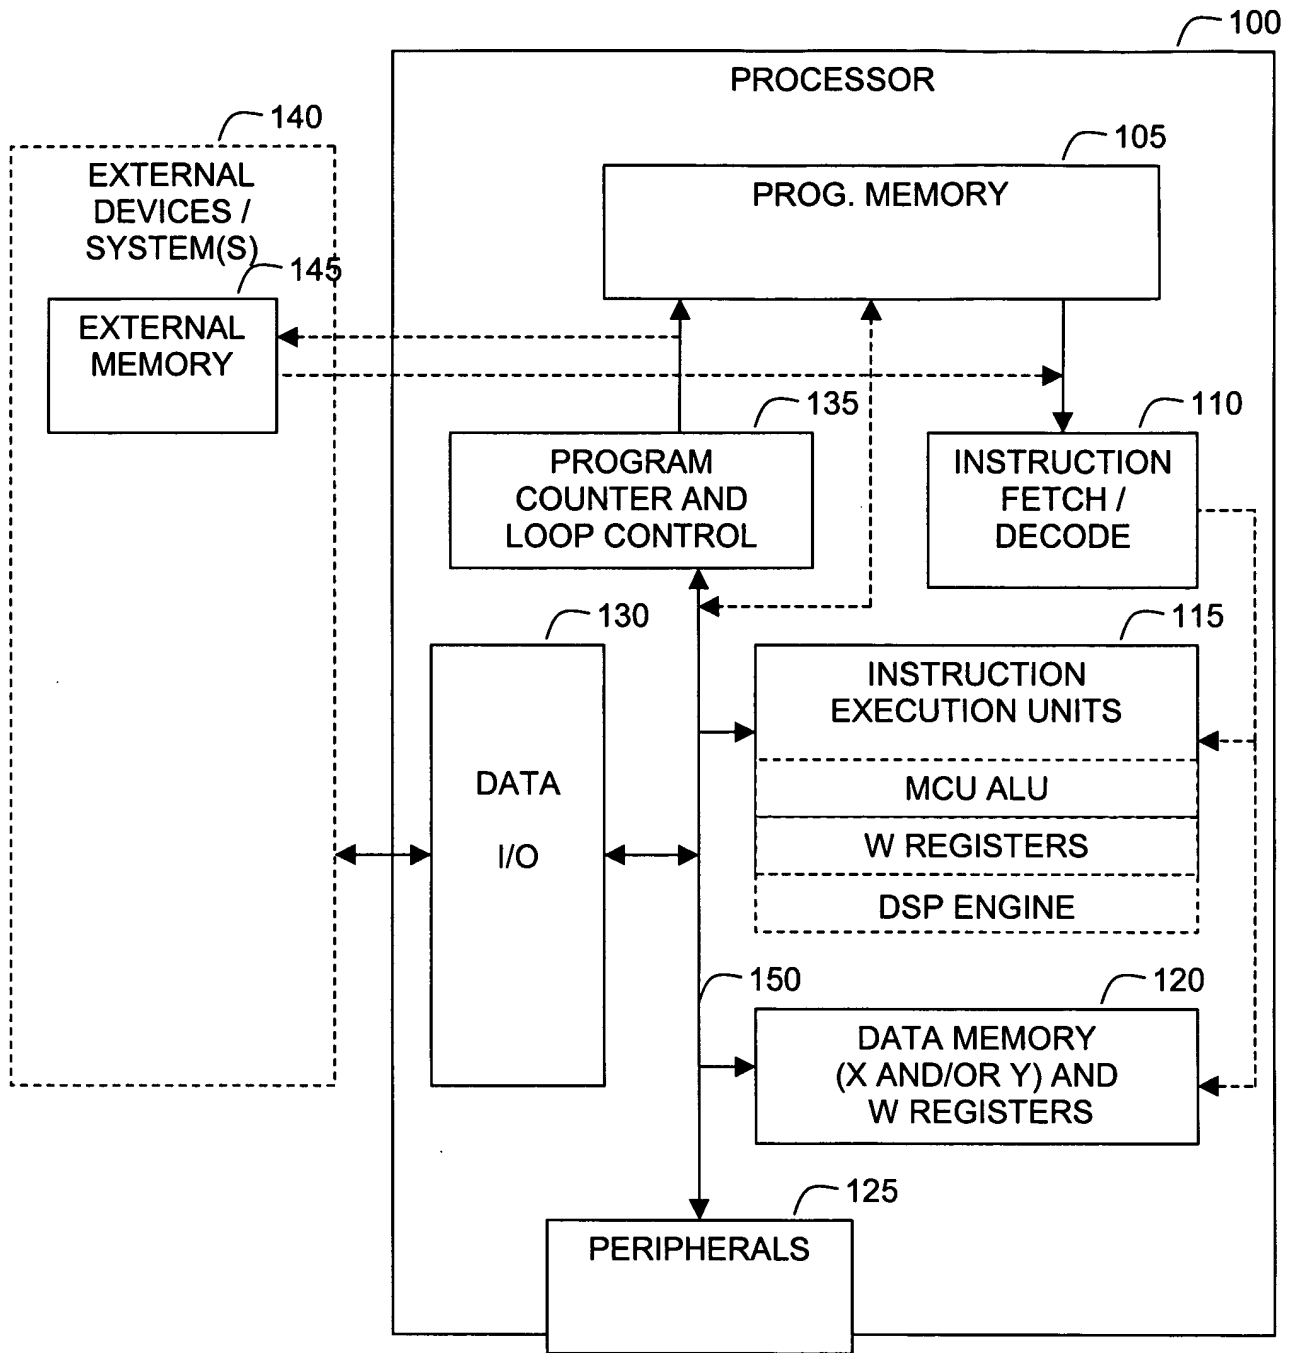 100
PROCESSOR
140
EXTERNAL
DEVICES /
SYSTEM(S)
105
PROG. MEMORY
145
EXTERNAL
MEMORY
135
PROGRAM
COUNTER AND
LOOP CONTROL
110
INSTRUCTION
FETCH /
DECODE
130
DATA
I/O
115
INSTRUCTION
EXECUTION UNITS
MCU ALU
W REGISTERS
DSP ENGINE
150
120
DATA MEMORY
(X AND/OR Y) AND
W REGISTERS
125
PERIPHERALS